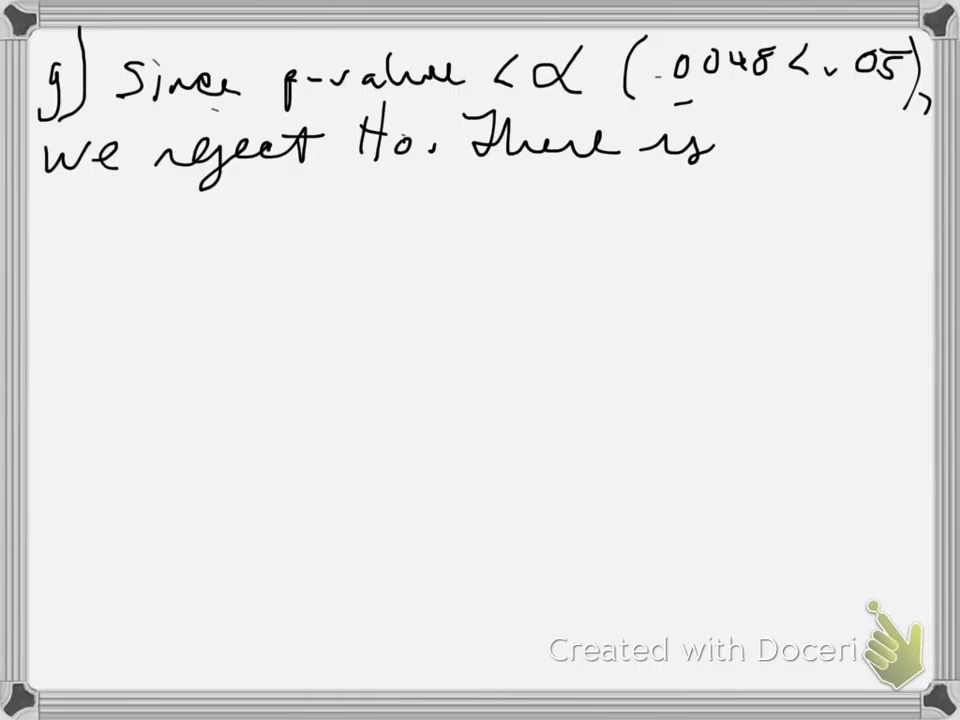 g) Since p-value < α (.0048 < .05),
we reject Ho. There is
Created with Doceri